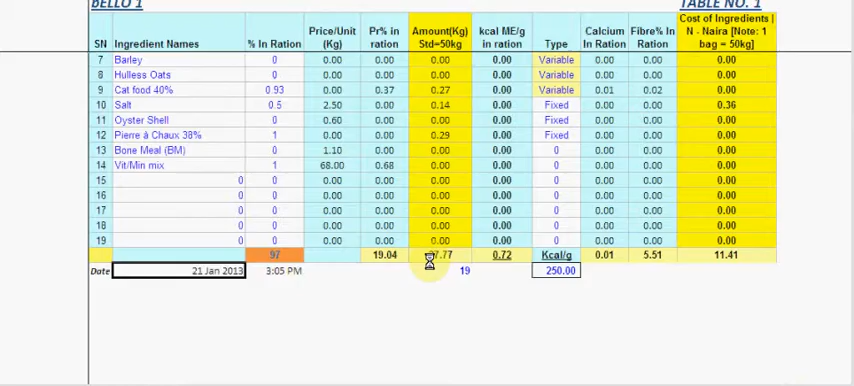 bELLO 1 TABLE NO. 1
SN Ingredient Names % In Ration Price/Unit (Kg) Pr% in ration Amount(Kg) Std=50kg kcal ME/g in ration Type Calcium In Ration Fibre% In Ration Cost of Ingredients | N - Naira [Note: 1 bag = 50kg]
7 Barley 0 0.00 0.00 0.00 0.00 Variable 0.00 0.00 0.00
8 Hulless Oats 0 0.00 0.00 0.00 0.00 Variable 0.00 0.00 0.00
9 Cat food 40% 0.93 0.00 0.37 0.27 0.00 Variable 0.01 0.02 0.00
10 Salt 0.5 2.50 0.00 0.14 0.00 Fixed 0.00 0.00 0.36
11 Oyster Shell 0 0.60 0.00 0.00 0.00 Fixed 0.00 0.00 0.00
12 Pierre à Chaux 38% 1 0.00 0.00 0.29 0.00 Fixed 0.00 0.00 0.00
13 Bone Meal (BM) 0 1.10 0.00 0.00 0.00 0 0.00 0.00 0.00
14 Vit/Min mix 1 68.00 0.68 0.00 0.00 0 0.00 0.00 0.00
15 0 0 0.00 0.00 0.00 0.00 0 0.00 0.00 0.00
16 0 0 0.00 0.00 0.00 0.00 0 0.00 0.00 0.00
17 0 0 0.00 0.00 0.00 0.00 0 0.00 0.00 0.00
18 0 0 0.00 0.00 0.00 0.00 0 0.00 0.00 0.00
19 0 0 0.00 0.00 0.00 0.00 0 0.00 0.00 0.00
97 19.04 0.72 Kcal/g 0.01 5.51 11.41
Date 21 Jan 2013 3:05 PM 19 250.00